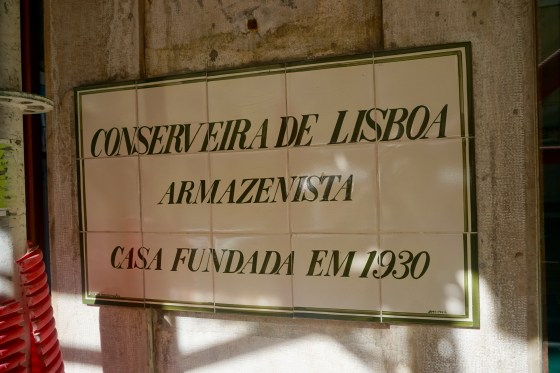 CONSERVEIRA DE LISBOA
ARMAZENISTA
CASA FUNDADA EM 1930